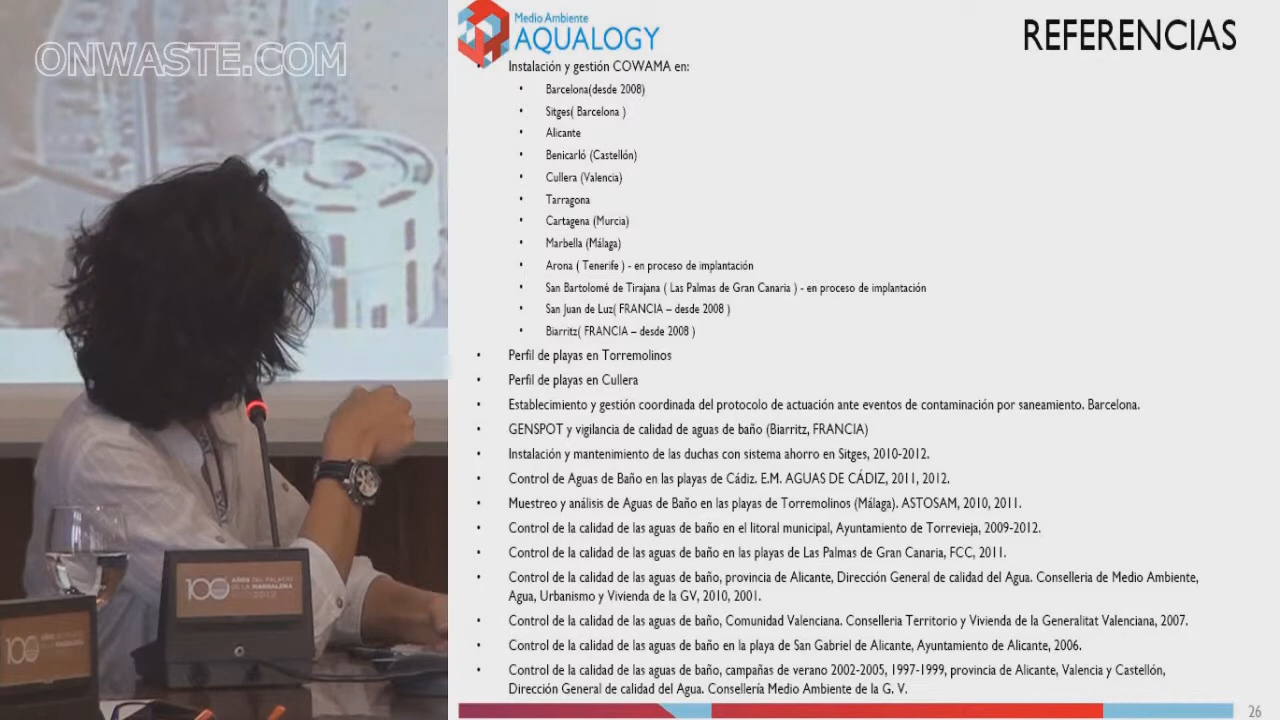 ONWASTE.COM
Medio Ambiente
AQUALOGY
REFERENCIAS
• Instalación y gestión COWAMA en:
• Barcelona(desde 2008)
• Sitges( Barcelona )
• Alicante
• Benicarló (Castellón)
• Cullera (Valencia)
• Tarragona
• Cartagena (Murcia)
• Marbella (Málaga)
• Arona ( Tenerife ) - en proceso de implantación
• San Bartolomé de Tirajana ( Las Palmas de Gran Canaria ) - en proceso de implantación
• San Juan de Luz( FRANCIA – desde 2008 )
• Biarritz( FRANCIA – desde 2008 )
• Perfil de playas en Torremolinos
• Perfil de playas en Cullera
• Establecimiento y gestión coordinada del protocolo de actuación ante eventos de contaminación por saneamiento. Barcelona.
• GENSPOT y vigilancia de calidad de aguas de baño (Biarritz, FRANCIA)
• Instalación y mantenimiento de las duchas con sistema ahorro en Sitges, 2010-2012.
• Control de Aguas de Baño en las playas de Cádiz. E.M. AGUAS DE CÁDIZ, 2011, 2012.
• Muestreo y análisis de Aguas de Baño en las playas de Torremolinos (Málaga). ASTOSAM, 2010, 2011.
• Control de la calidad de las aguas de baño en el litoral municipal, Ayuntamiento de Torrevieja, 2009-2012.
• Control de la calidad de las aguas de baño en las playas de Las Palmas de Gran Canaria, FCC, 2011.
• Control de la calidad de las aguas de baño, provincia de Alicante, Dirección General de calidad del Agua. Conselleria de Medio Ambiente,
Agua, Urbanismo y Vivienda de la GV, 2010, 2001.
• Control de la calidad de las aguas de baño, Comunidad Valenciana. Conselleria Territorio y Vivienda de la Generalitat Valenciana, 2007.
• Control de la calidad de las aguas de baño en la playa de San Gabriel de Alicante, Ayuntamiento de Alicante, 2006.
• Control de la calidad de las aguas de baño, campañas de verano 2002-2005, 1997-1999, provincia de Alicante, Valencia y Castellón,
Dirección General de calidad del Agua. Consellería Medio Ambiente de la G. V.
26
100 AÑOS DEL PALACIO
DE LA MAGDALENA
2012
100